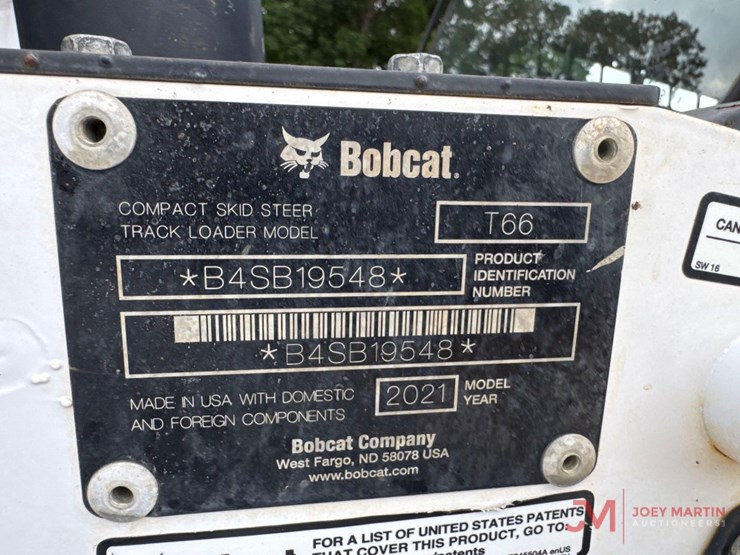 Bobcat.
COMPACT SKID STEER
TRACK LOADER MODEL
T66
*B4SB19548*
PRODUCT
IDENTIFICATION
NUMBER
*B4SB19548*
MADE IN USA WITH DOMESTIC
AND FOREIGN COMPONENTS
2021
MODEL
YEAR
Bobcat Company
West Fargo, ND 58078 USA
www.bobcat.com
CAN
SW 16
FOR A LIST OF UNITED STATES PATENTS
THAT COVER THIS PRODUCT, GO TO:
JM
JOEY MARTIN
AUCTIONEERS